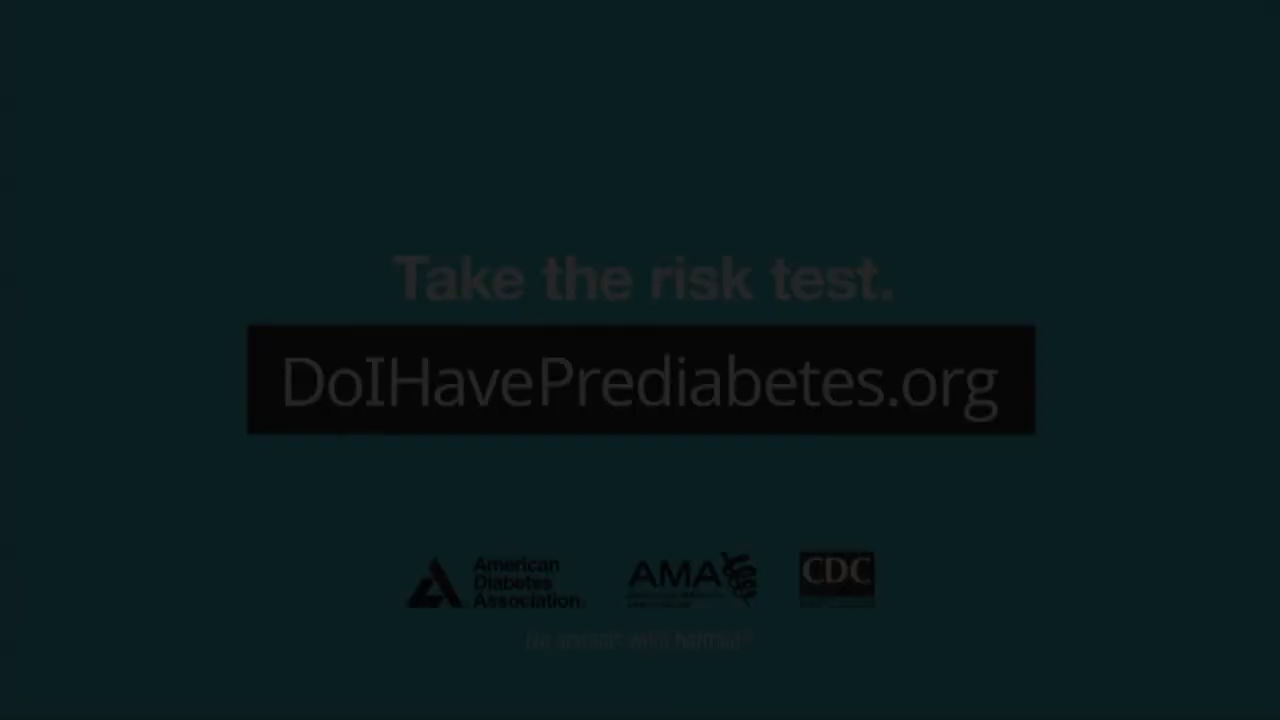 Take the risk test.
DoIHavePrediabetes.org
American
Diabetes
Association
AMA
CDC